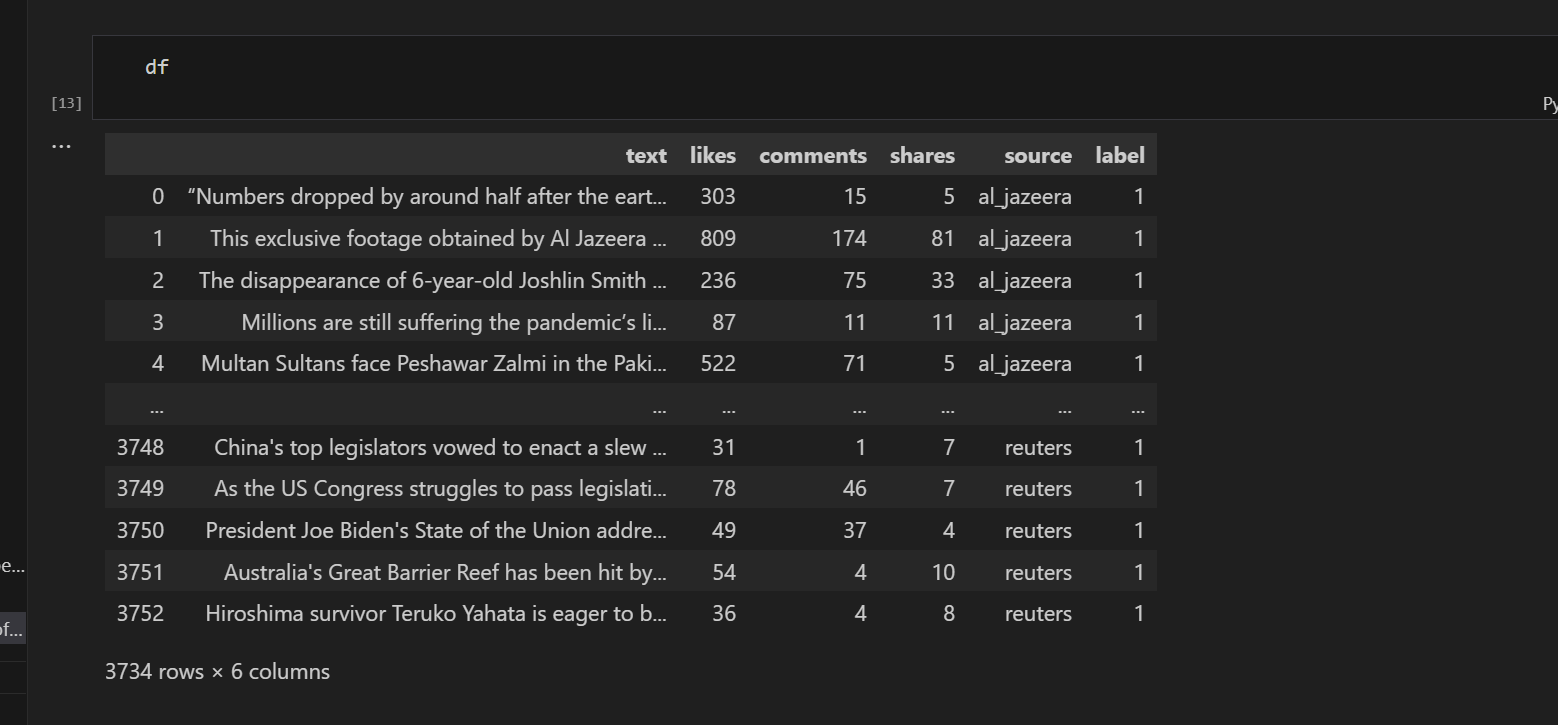 df
[13]
Py
...
text likes comments shares source label
0 “Numbers dropped by around half after the eart... 303 15 5 al_jazeera 1
1 This exclusive footage obtained by Al Jazeera ... 809 174 81 al_jazeera 1
2 The disappearance of 6-year-old Joshlin Smith ... 236 75 33 al_jazeera 1
3 Millions are still suffering the pandemic’s li... 87 11 11 al_jazeera 1
4 Multan Sultans face Peshawar Zalmi in the Paki... 522 71 5 al_jazeera 1
... ... ... ... ... ... ...
3748 China's top legislators vowed to enact a slew ... 31 1 7 reuters 1
3749 As the US Congress struggles to pass legislati... 78 46 7 reuters 1
3750 President Joe Biden's State of the Union addre... 49 37 4 reuters 1
3751 Australia's Great Barrier Reef has been hit by... 54 4 10 reuters 1
3752 Hiroshima survivor Teruko Yahata is eager to b... 36 4 8 reuters 1
3734 rows × 6 columns